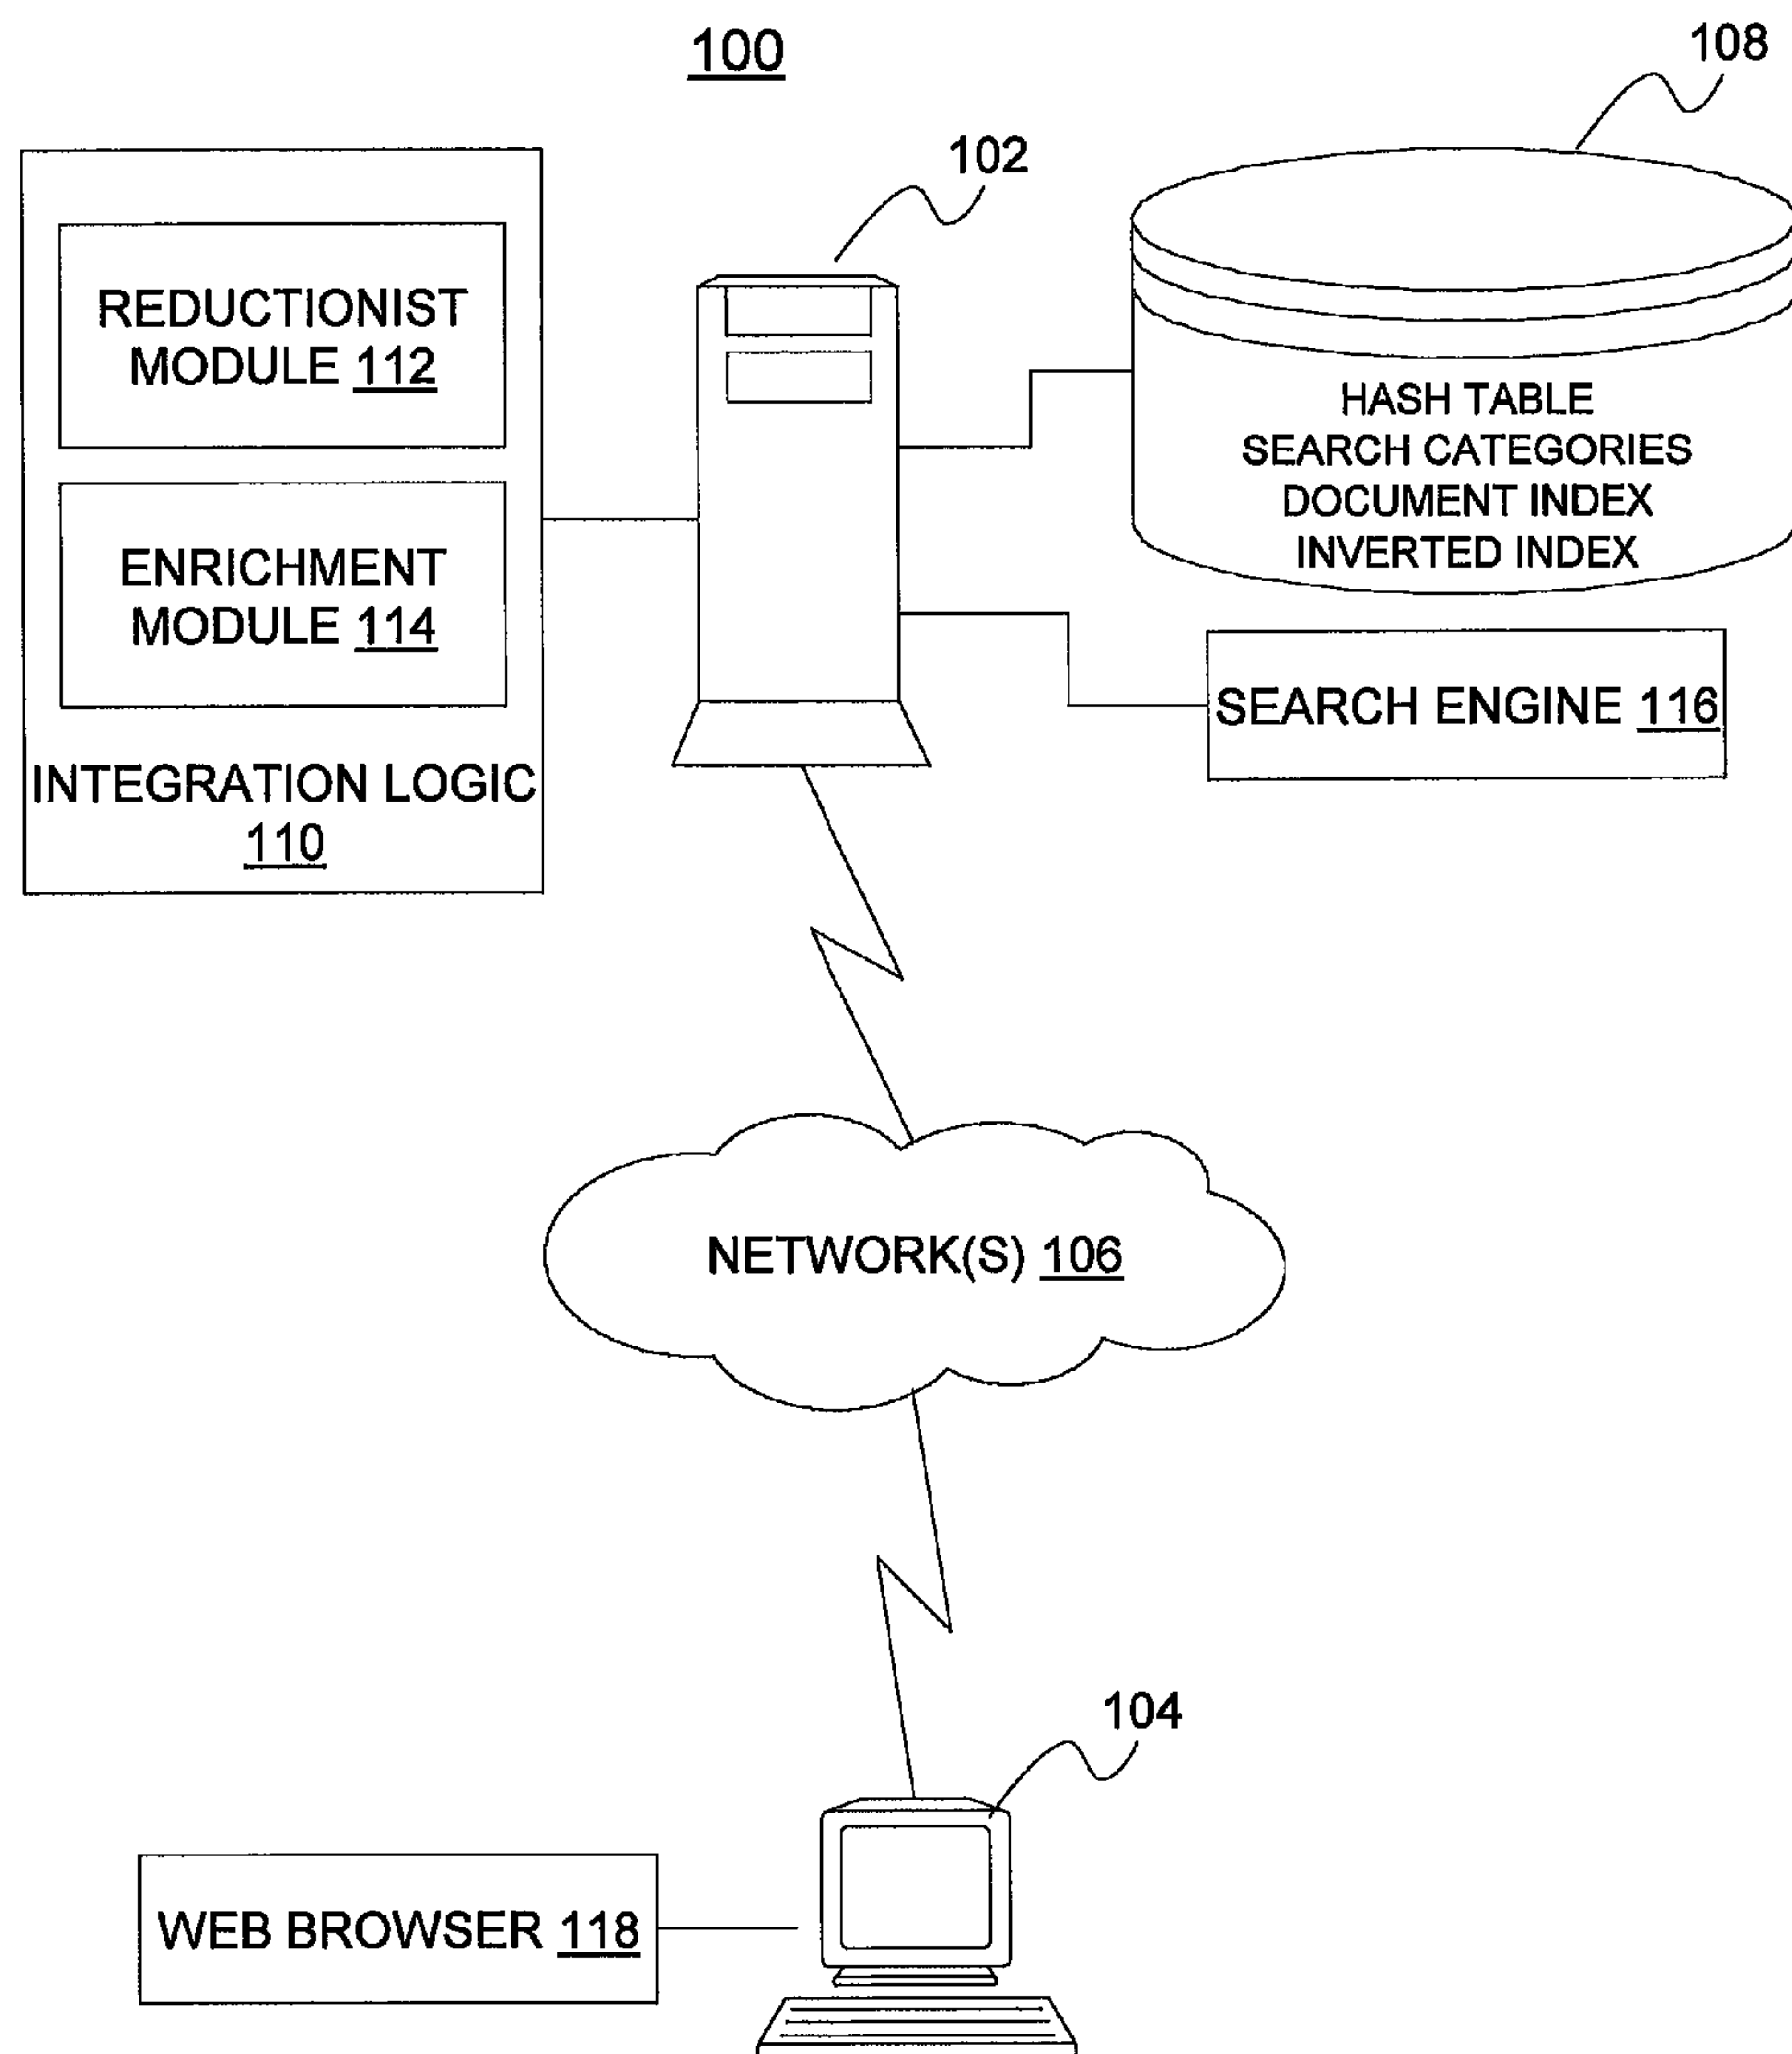 100
108
102
REDUCTIONIST
MODULE 112
ENRICHMENT
MODULE 114
INTEGRATION LOGIC
110
HASH TABLE
SEARCH CATEGORIES
DOCUMENT INDEX
INVERTED INDEX
SEARCH ENGINE 116
NETWORK(S) 106
104
WEB BROWSER 118